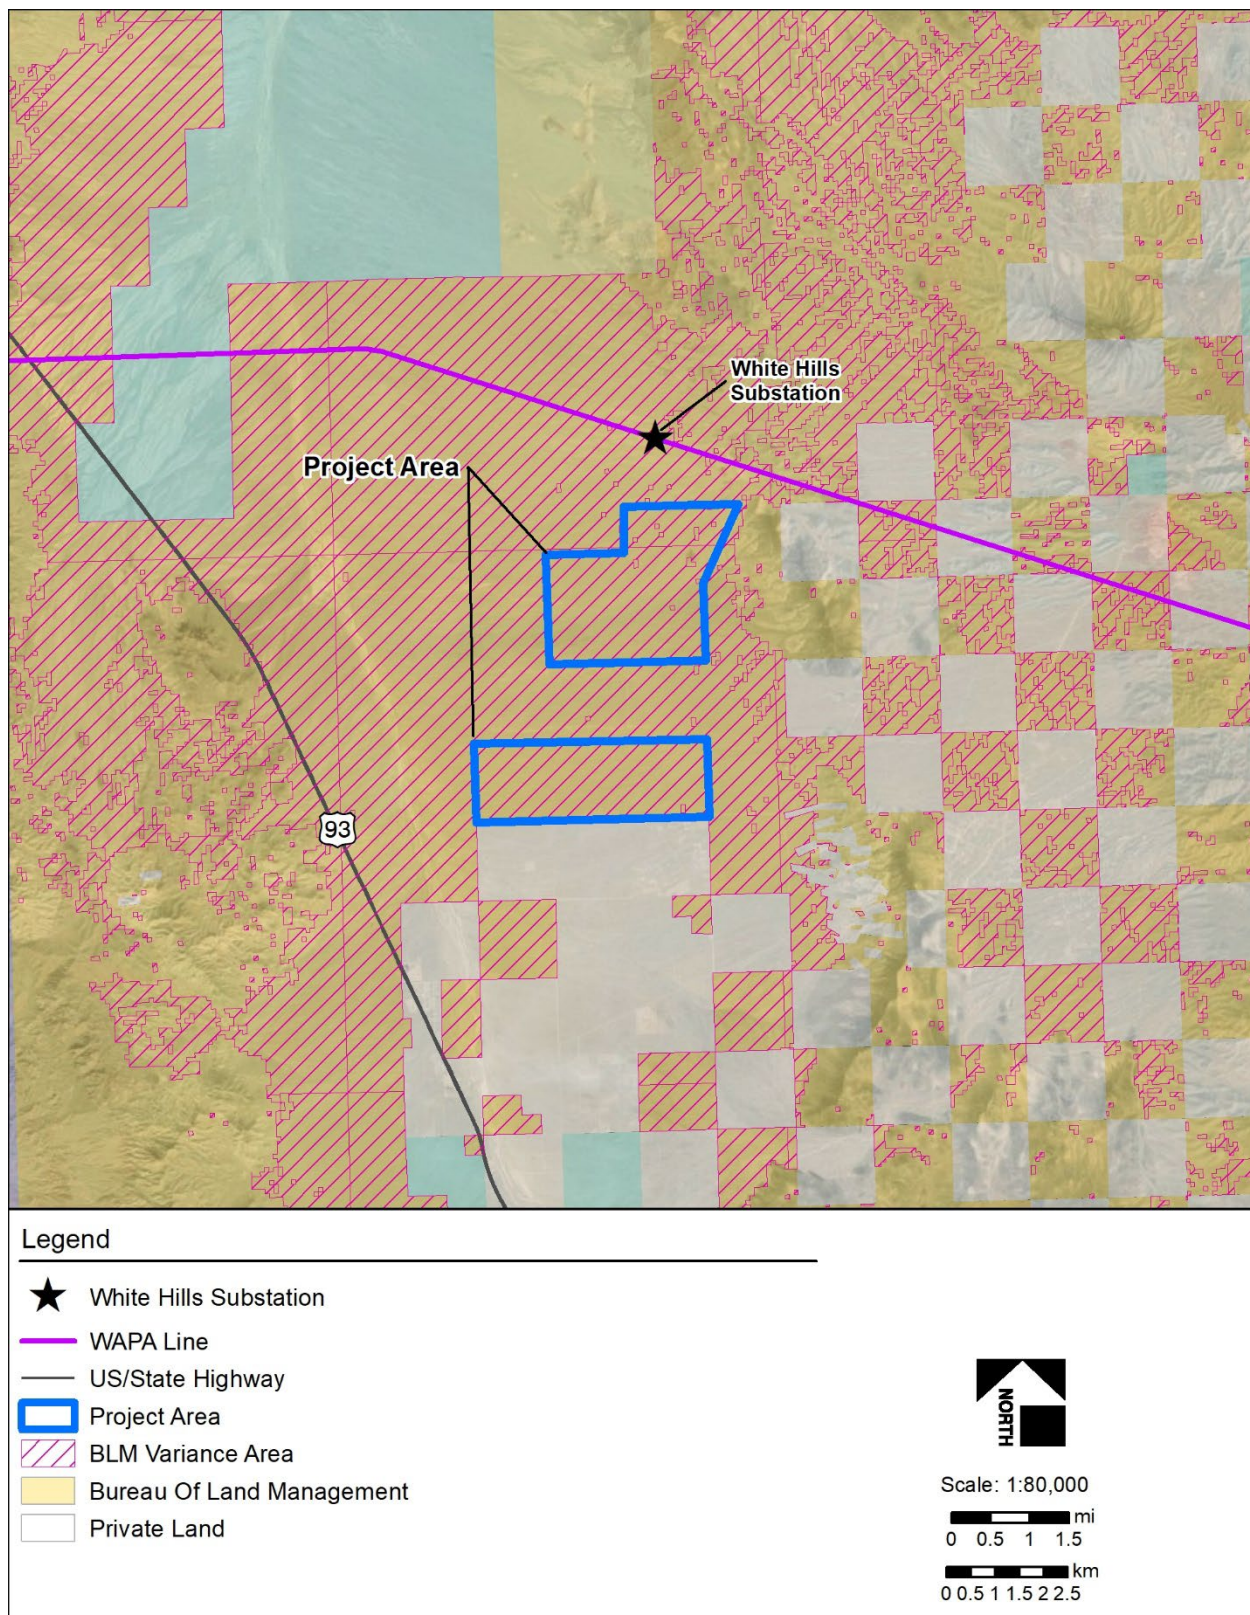 White Hills
Substation
Project Area
93
Legend
White Hills Substation
WAPA Line
US/State Highway
Project Area
BLM Variance Area
Bureau Of Land Management
Private Land
NORTH
Scale: 1:80,000
mi
0 0.5 1 1.5
km
0 0.5 1 1.5 2 2.5